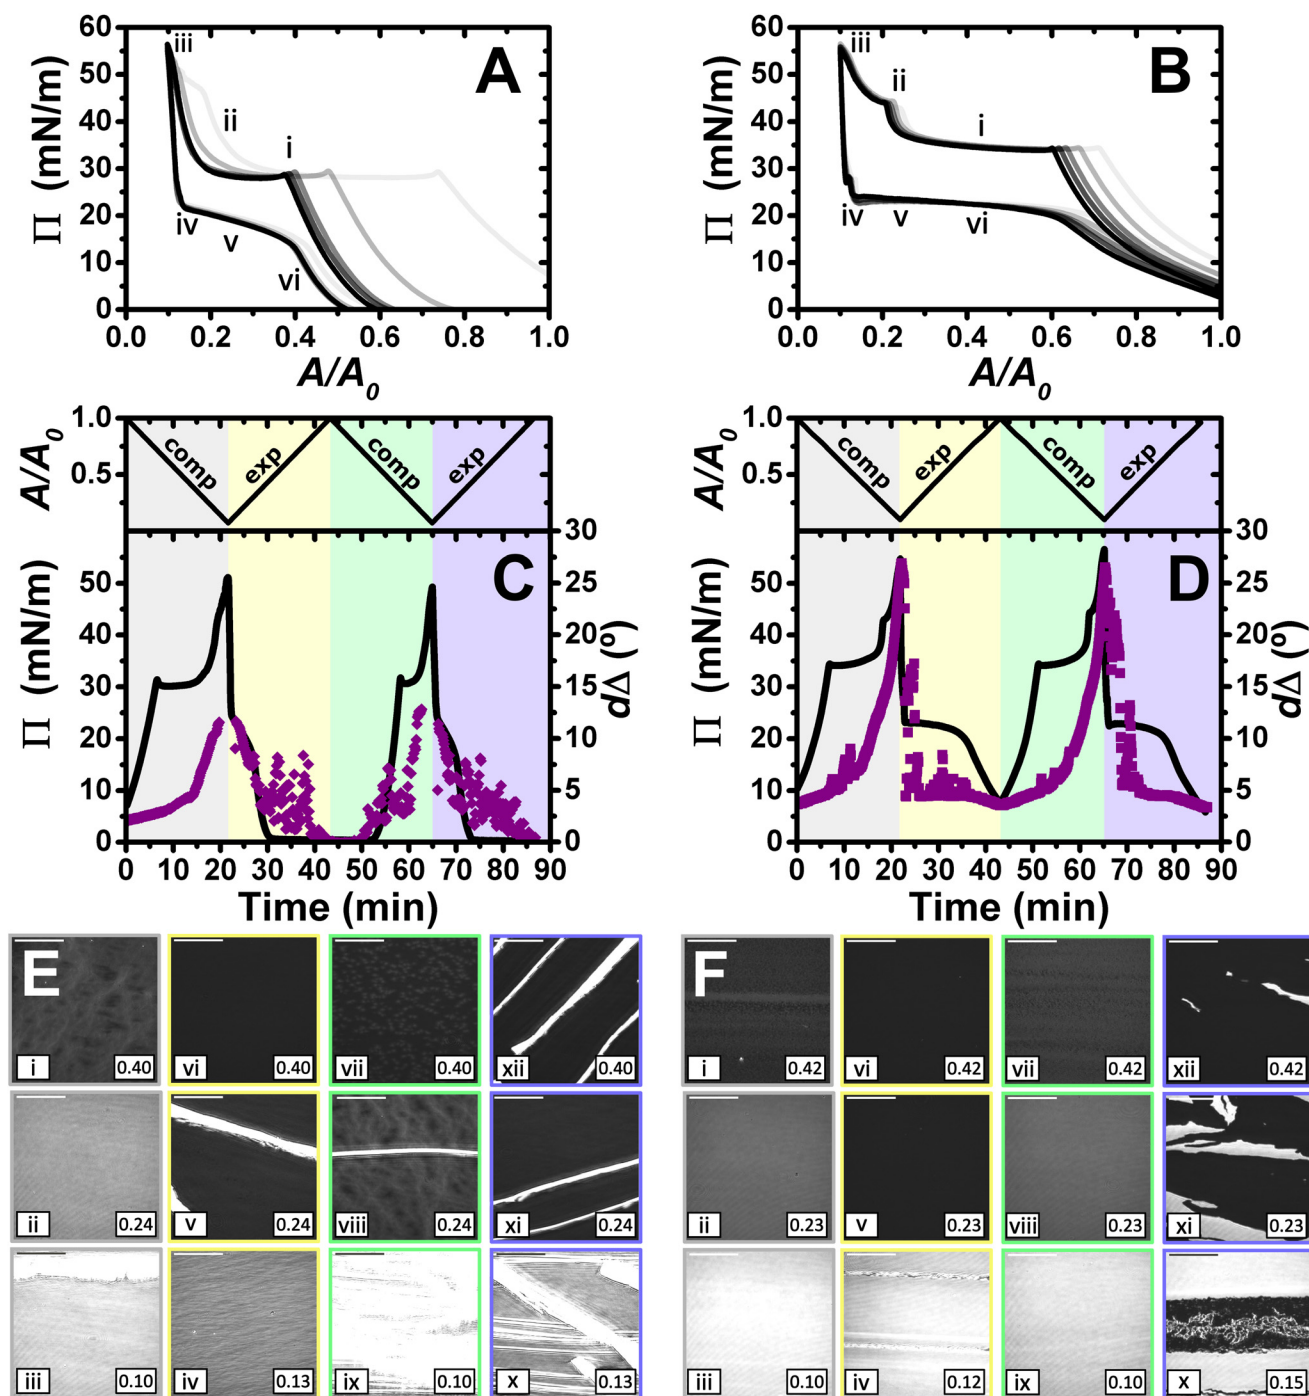 A
Π (mN/m)
60
50
40
30
20
10
0
iii
ii
i
iv
v
vi
0.0 0.2 0.4 0.6 0.8 1.0
A/A0
B
Π (mN/m)
60
50
40
30
20
10
0
iii
ii
i
iv
v
vi
0.0 0.2 0.4 0.6 0.8 1.0
A/A0
A/A0
1.0
0.5
comp
exp
comp
exp
C
Π (mN/m)
50
40
30
20
10
0
30
25
20
15
10
5
0
dΔ (º)
0 10 20 30 40 50 60 70 80 90
Time (min)
A/A0
1.0
0.5
comp
exp
comp
exp
D
Π (mN/m)
50
40
30
20
10
0
30
25
20
15
10
5
0
dΔ (º)
0 10 20 30 40 50 60 70 80 90
Time (min)
E
i 0.40
vi 0.40
vii 0.40
xii 0.40
ii 0.24
v 0.24
viii 0.24
xi 0.24
iii 0.10
iv 0.13
ix 0.10
x 0.13
F
i 0.42
vi 0.42
vii 0.42
xii 0.42
ii 0.23
v 0.23
viii 0.23
xi 0.23
iii 0.10
iv 0.12
ix 0.10
x 0.15